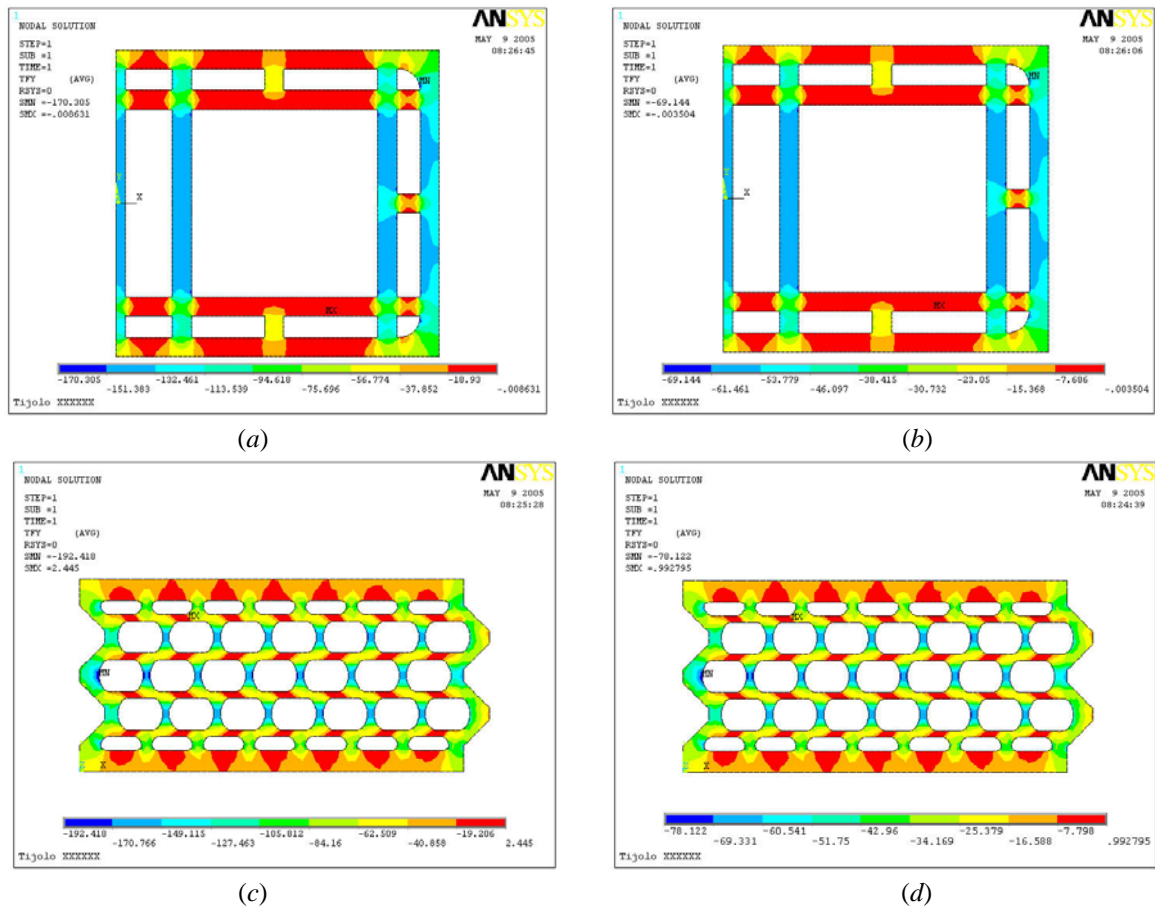 1
NODAL SOLUTION
ANSYS
STEP=1
SUB =1
TIME=1
TFY (AVG)
RSYS=0
SMN =-170.305
SMX =-.008631
MAY 9 2005
08:26:45
MN
Y
X
MX
-170.305
-151.383
-132.461
-113.539
-94.618
-75.696
-56.774
-37.852
-18.93
-.008631
Tijolo XXXXXX
(a)
1
NODAL SOLUTION
ANSYS
STEP=1
SUB =1
TIME=1
TFY (AVG)
RSYS=0
SMN =-69.144
SMX =-.003504
MAY 9 2005
08:26:06
MN
Y
X
MX
-69.144
-61.461
-53.779
-46.097
-38.415
-30.732
-23.05
-15.368
-7.686
-.003504
Tijolo XXXXXX
(b)
1
NODAL SOLUTION
ANSYS
STEP=1
SUB =1
TIME=1
TFY (AVG)
RSYS=0
SMN =-192.418
SMX =2.445
MAY 9 2005
08:25:28
MX
MN
X
-192.418
-170.766
-149.115
-127.463
-105.812
-84.16
-62.509
-40.858
-19.206
2.445
Tijolo XXXXXX
(c)
1
NODAL SOLUTION
ANSYS
STEP=1
SUB =1
TIME=1
TFY (AVG)
RSYS=0
SMN =-78.122
SMX =.992795
MAY 9 2005
08:24:39
MX
MN
X
-78.122
-69.331
-60.541
-51.75
-42.96
-34.169
-25.379
-16.588
-7.798
.992795
Tijolo XXXXXX
(d)